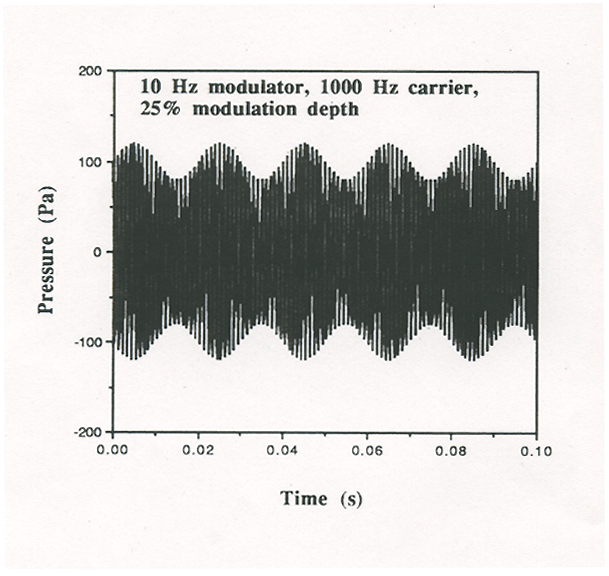 10 Hz modulator, 1000 Hz carrier,
25% modulation depth
200
100
0
-100
-200
Pressure (Pa)
0.00 0.02 0.04 0.06 0.08 0.10
Time (s)